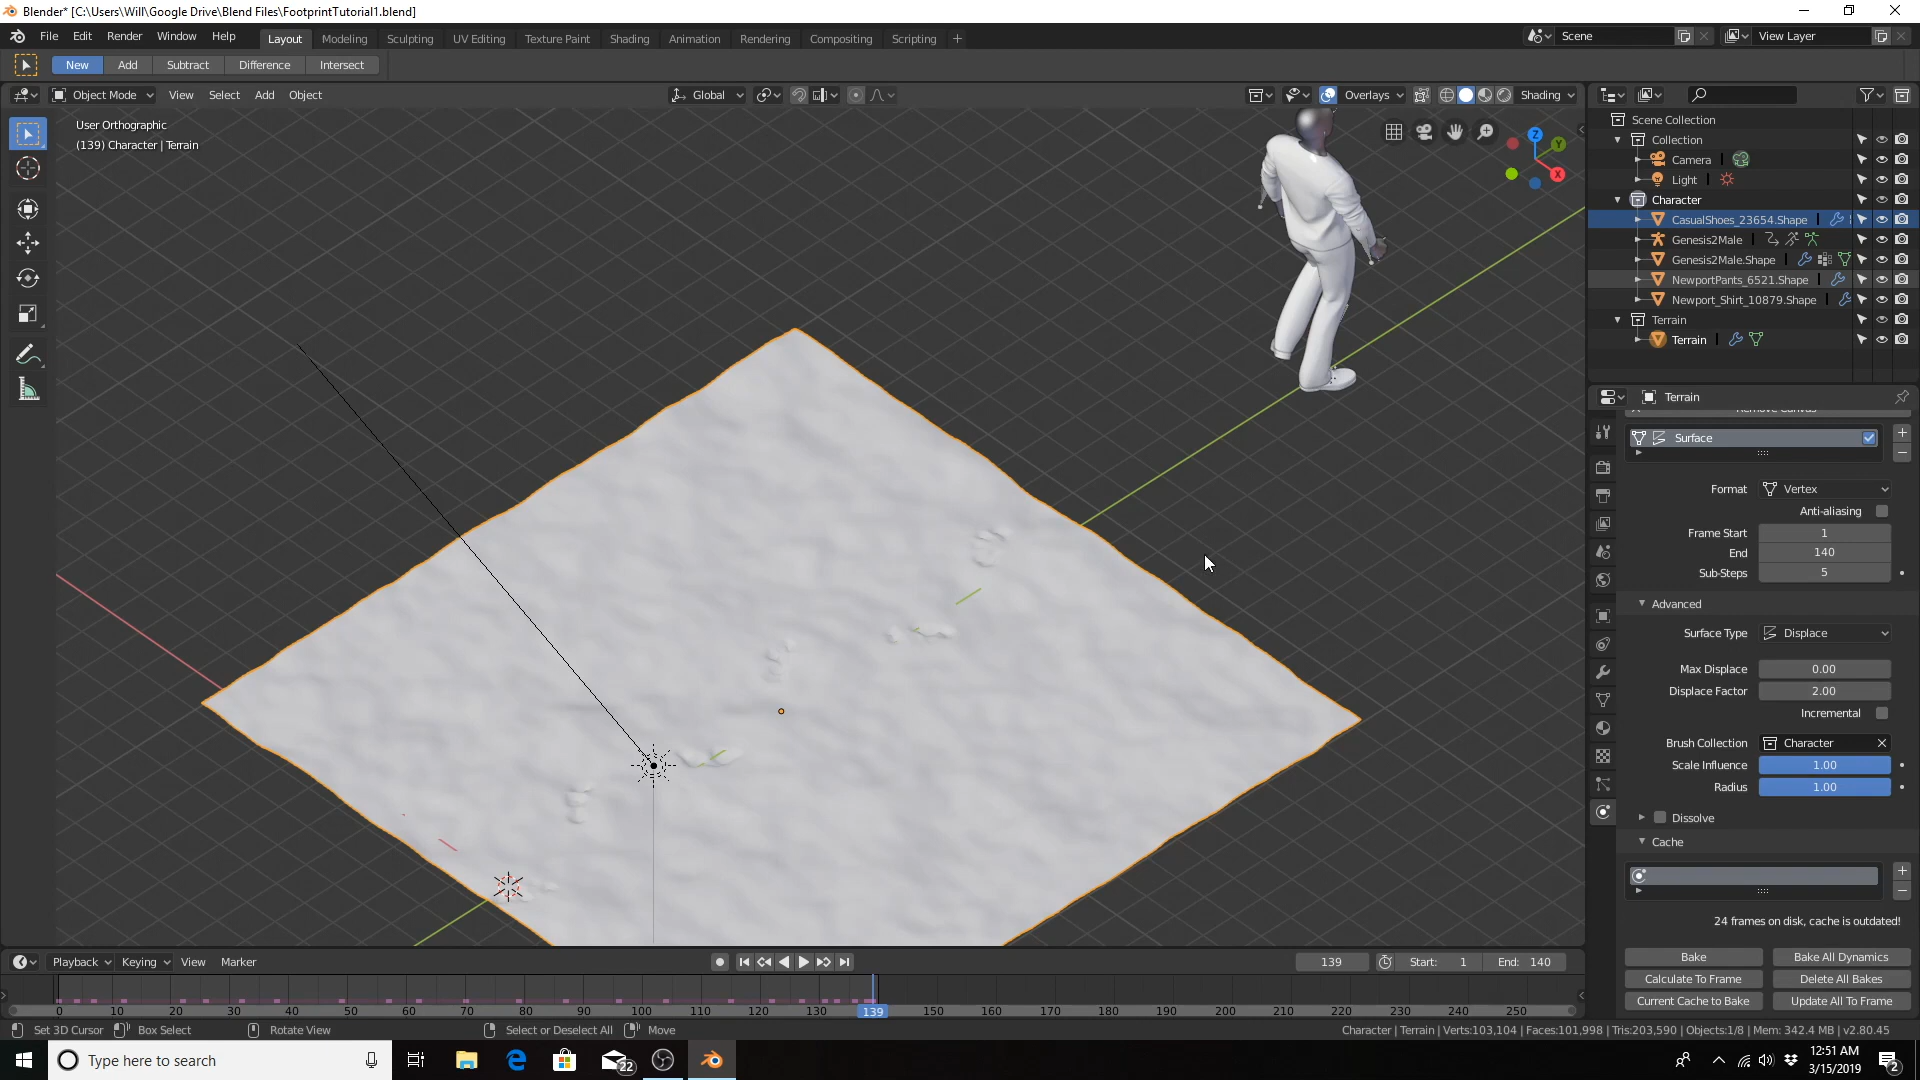 Blender* [C:\Users\Will\Google Drive\Blend Files\FootprintTutorial1.blend]
File Edit Render Window Help Layout Modeling Sculpting UV Editing Texture Paint Shading Animation Rendering Compositing Scripting + Scene View Layer
New Add Subtract Difference Intersect
Object Mode View Select Add Object Global Overlays Shading
User Orthographic
(139) Character | Terrain
Z
Y
X
Scene Collection
Collection
Camera
Light
Character
CasualShoes_23654.Shape
Genesis2Male
Genesis2Male.Shape
NewportPants_6521.Shape
Newport_Shirt_10879.Shape
Terrain
Terrain
Terrain
Remove Canvas
Surface
Format Vertex
Anti-aliasing
Frame Start 1
End 140
Sub-Steps 5
Advanced
Surface Type Displace
Max Displace 0.00
Displace Factor 2.00
Incremental
Brush Collection Character
Scale Influence 1.00
Radius 1.00
Dissolve
Cache
24 frames on disk, cache is outdated!
Bake Bake All Dynamics
Calculate To Frame Delete All Bakes
Current Cache to Bake Update All To Frame
Playback Keying View Marker 139 Start: 1 End: 140
0 10 20 30 40 50 60 70 80 90 100 110 120 130 139 150 160 170 180 190 200 210 220 230 240 250
Set 3D Cursor Box Select Rotate View Select or Deselect All Move Character | Terrain | Verts:103,104 | Faces:101,998 | Tris:203,590 | Objects:1/8 | Mem: 342.4 MB | v2.80.45
Type here to search 22 12:51 AM
3/15/2019 2